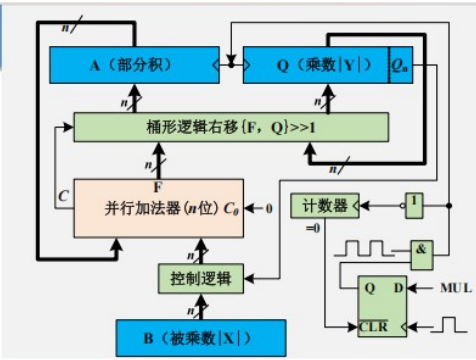 n
A（部分积）
Q（乘数|Y|）
Qn
n
n
n
桶形逻辑右移{F，Q}>>1
n
C
F
并行加法器(n位)
C0
0
计数器
1
=0
n
&
控制逻辑
Q
D
MUL
n
CLR
B（被乘数|X|）